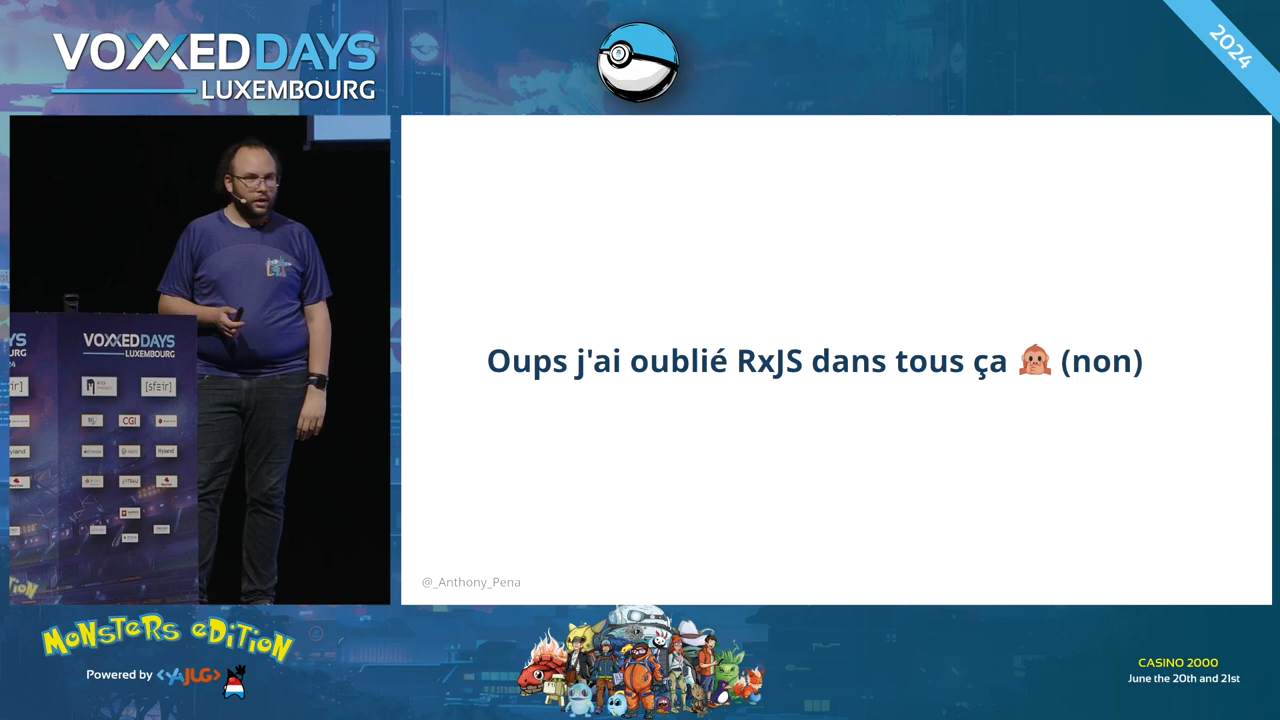 VOXXEDDAYS
LUXEMBOURG
2024
VOXXEDDAYS
LUXEMBOURG
[sfeir]
CGI
Oups j'ai oublié RxJS dans tous ça 🙊 (non)
@_Anthony_Pena
MONSTERS EDITION
Powered by <YAJUG>
CASINO 2000
June the 20th and 21st